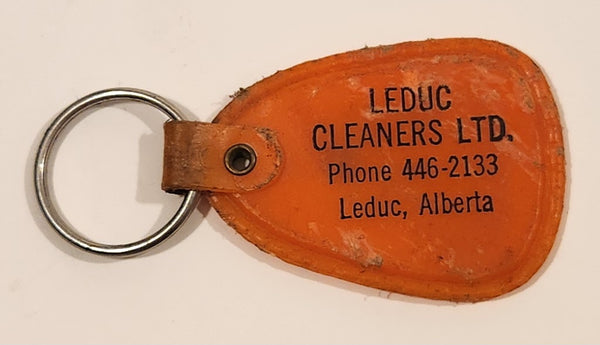 LEDUC
CLEANERS LTD.
Phone 446-2133
Leduc, Alberta